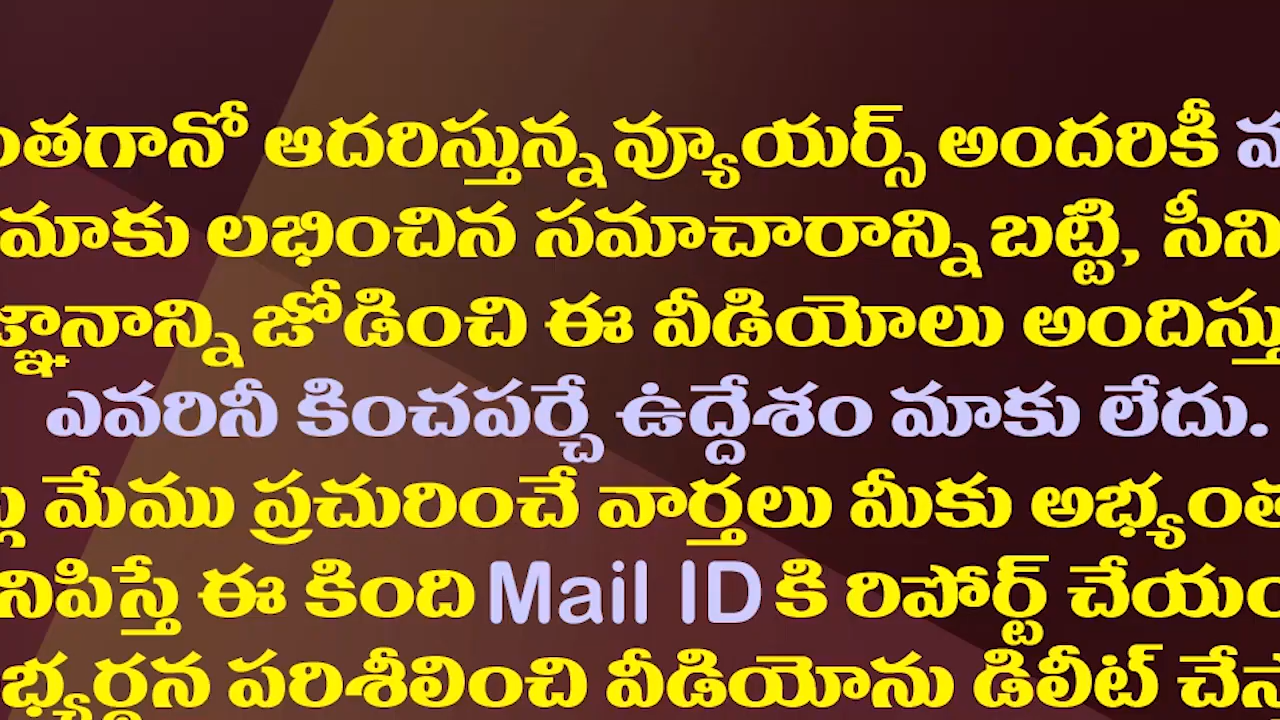 ంతగానో ఆదరిస్తున్న వ్యూయర్స్ అందరికీ
మాకు లభించిన సమాచారాన్ని బట్టి, సీని
జ్ఞానాన్ని జోడించి ఈ వీడియోలు అందిస్తు
ఎవరినీ కించపర్చే ఉద్దేశం మాకు లేదు.
మేము ప్రచురించే వార్తలు మీకు అభ్యంత
నిపిస్తే ఈ కింది Mail ID కి రిపోర్ట్ చేయం
భ్యర్థన పరిశీలించి వీడియోను డిలీట్ చేస